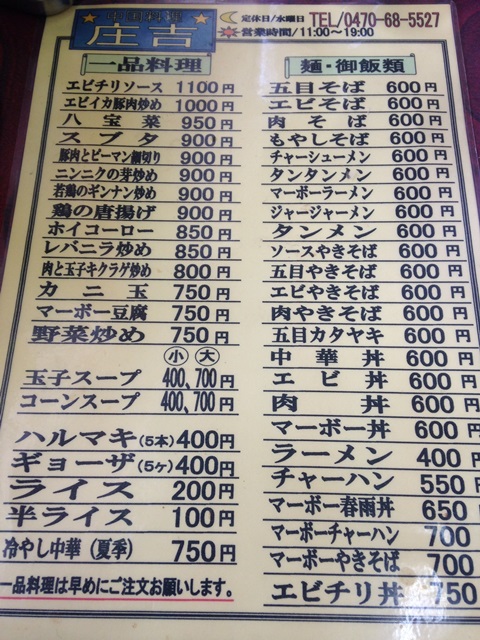 中国料理
庄吉
定休日/水曜日 TEL/0470-68-5527
営業時間/11:00〜19:00
一品料理
エビチリソース 1100円
エビイカ豚肉炒め 1000円
八宝菜 950円
スブタ 900円
豚肉とピーマン細切り 900円
ニンニクの芽炒め 900円
若鶏のギンナン炒め 900円
鶏の唐揚げ 900円
ホイコーロー 850円
レバニラ炒め 850円
肉と玉子キクラゲ炒め 800円
カニ玉 750円
マーボー豆腐 750円
野菜炒め 750円
小 大
玉子スープ 400、700円
コーンスープ 400、700円
ハルマキ(5本)400円
ギョーザ(5ヶ)400円
ライス 200円
半ライス 100円
冷やし中華(夏季) 750円
一品料理は早めにご注文お願いします。
麺・御飯類
五目そば 600円
エビそば 600円
肉そば 600円
もやしそば 600円
チャーシューメン 600円
タンタンメン 600円
マーボーラーメン 600円
ジャージャーメン 600円
タンメン 600円
ソースやきそば 600円
五目やきそば 600円
エビやきそば 600円
肉やきそば 600円
五目カタヤキ 600円
中華丼 600円
エビ丼 600円
肉丼 600円
マーボー丼 600円
ラーメン 400円
チャーハン 550円
マーボー春雨丼 650円
マーボーチャーハン 700
マーボーやきそば 700
エビチリ丼 750